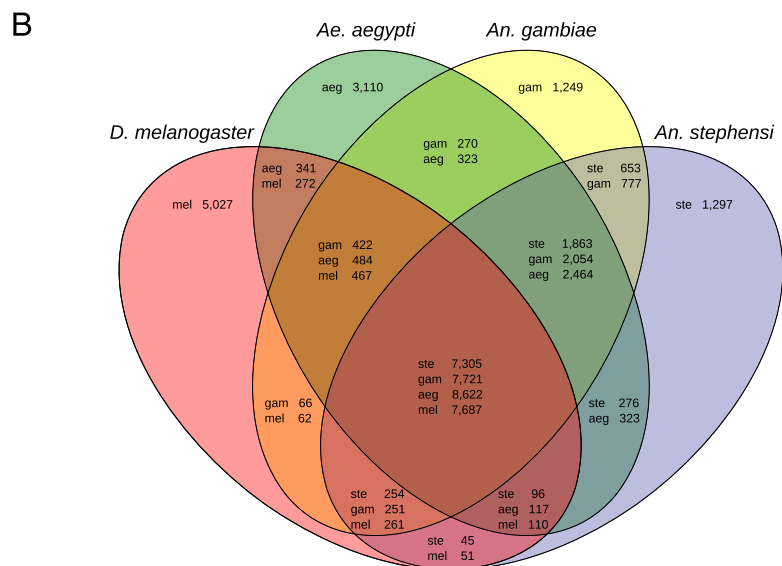 B
Ae. aegypti
An. gambiae
D. melanogaster
An. stephensi
aeg 3,110
gam 1,249
gam 270
aeg 323
aeg 341
mel 272
ste 653
gam 777
mel 5,027
ste 1,297
gam 422
aeg 484
mel 467
ste 1,863
gam 2,054
aeg 2,464
ste 7,305
gam 7,721
aeg 8,622
mel 7,687
gam 66
mel 62
ste 276
aeg 323
ste 254
gam 251
mel 261
ste 96
aeg 117
mel 110
ste 45
mel 51